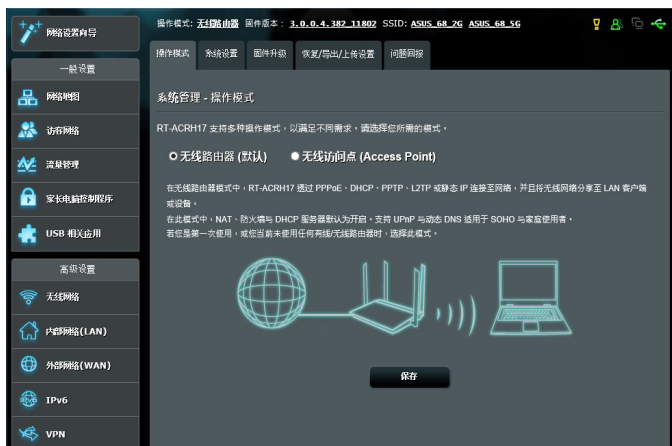 网络设置向导
一般设置
网络地图
访客网络
流量管理
家长电脑控制程序
USB 相关应用
高级设置
无线网络
内部网络(LAN)
外部网络(WAN)
IPv6
VPN
操作模式: 无线路由器 固件版本: 3.0.0.4.382_11802 SSID: ASUS_68_2G ASUS_68_5G
操作模式 系统设置 固件升级 恢复/导出/上传设置 问题回报
系统管理 - 操作模式
RT-ACRH17 支持多种操作模式，以满足不同需求，请选择您所需的模式。
无线路由器 (默认) 无线访问点 (Access Point)
在无线路由器模式中，RT-ACRH17 透过 PPPoE、DHCP、PPTP、L2TP 或静态 IP 连接至网络，并且将无线网络分享至 LAN 客户端
或设备。
在此模式中，NAT、防火墙与 DHCP 服务器默认为开启。支持 UPnP 与动态 DNS 适用于 SOHO 与家庭使用者。
若您是第一次使用，或您当前未使用任何有线/无线路由器时，选择此模式。
保存